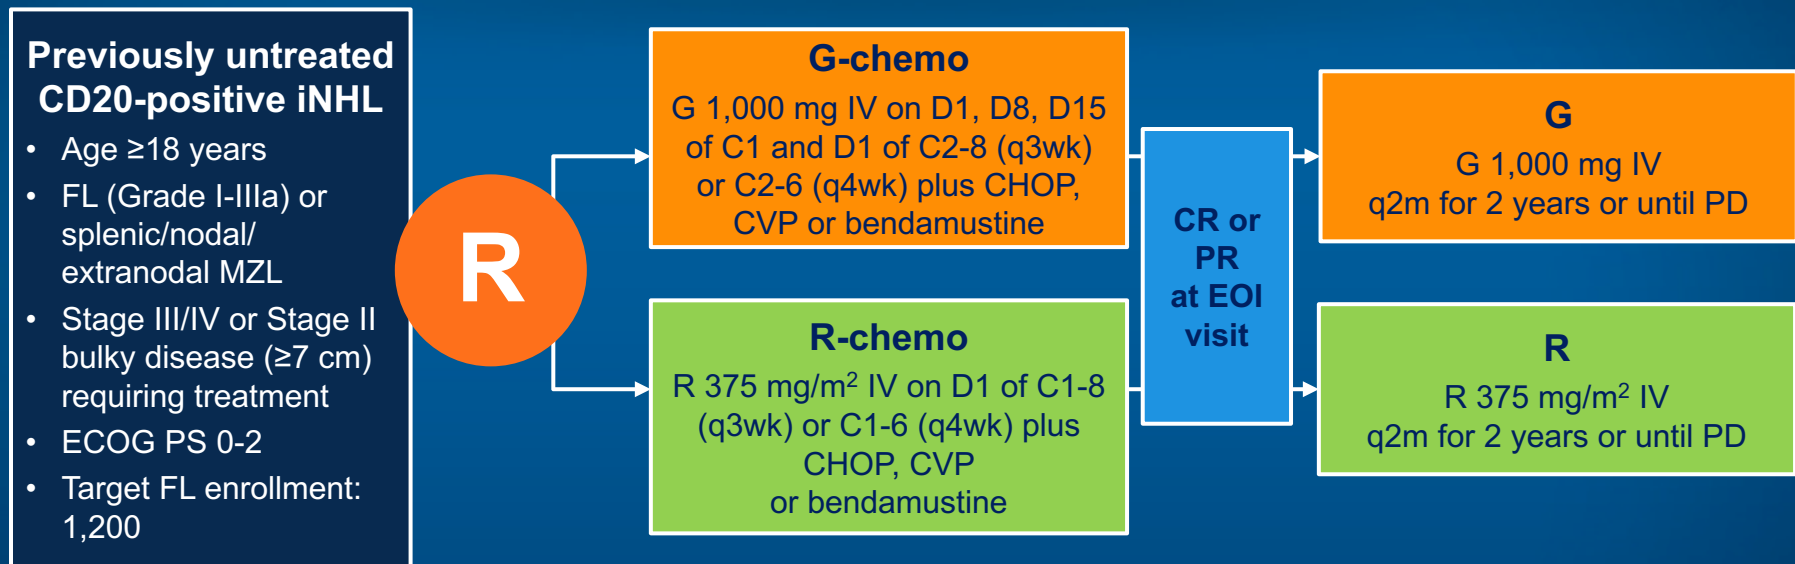 Previously untreated
CD20-positive iNHL
• Age ≥18 years
• FL (Grade I-IIIa) or
splenic/nodal/
extranodal MZL
• Stage III/IV or Stage II
bulky disease (≥7 cm)
requiring treatment
• ECOG PS 0-2
• Target FL enrollment:
1,200
R
G-chemo
G 1,000 mg IV on D1, D8, D15
of C1 and D1 of C2-8 (q3wk)
or C2-6 (q4wk) plus CHOP,
CVP or bendamustine
R-chemo
R 375 mg/m² IV on D1 of C1-8
(q3wk) or C1-6 (q4wk) plus
CHOP, CVP
or bendamustine
CR or
PR
at EOI
visit
G
G 1,000 mg IV
q2m for 2 years or until PD
R
R 375 mg/m² IV
q2m for 2 years or until PD